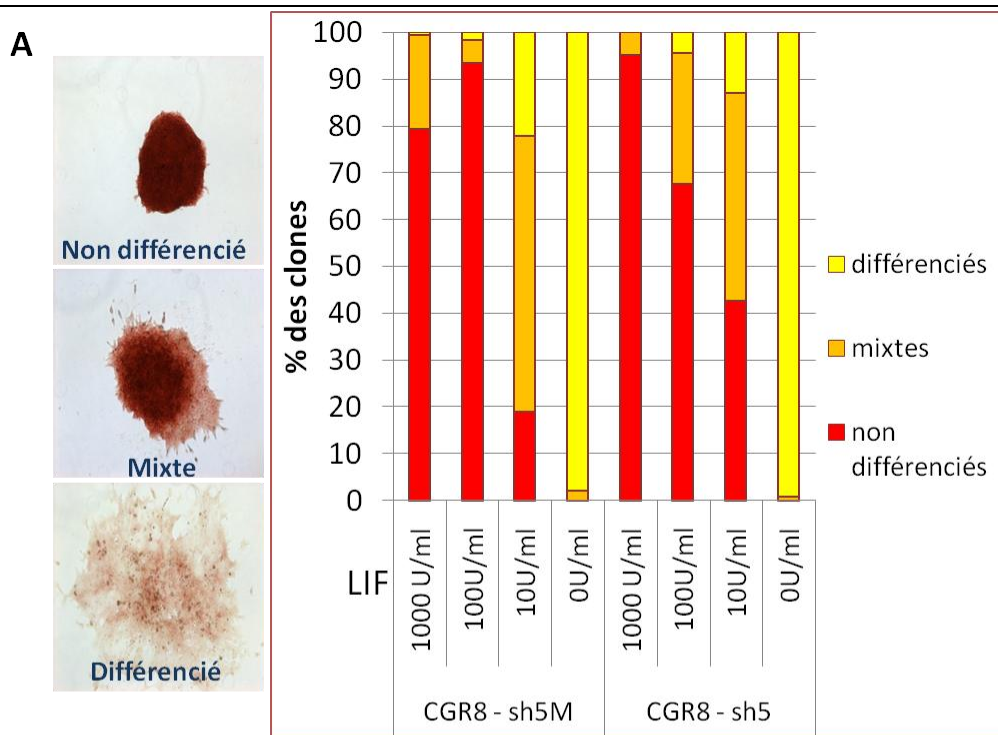 A
Non différencié
Mixte
Différencié
% des clones
100
90
80
70
60
50
40
30
20
10
0
LIF
1000 U/ml
100U/ml
10U/ml
0U/ml
1000 U/ml
100U/ml
10U/ml
0U/ml
CGR8 - sh5M
CGR8 - sh5
différenciés
mixtes
non
différenciés